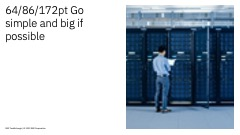 64/86/172pt Go
simple and big if
possible